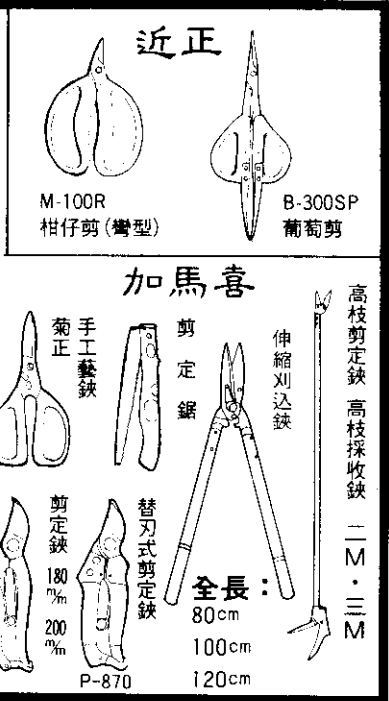 近正
M-100R
柑仔剪(彎型)
B-300SP
葡萄剪
加馬喜
高枝剪定鋏 高枝採收鋏 二M・三M
伸縮刈込鋏
剪定鋸
手工藝鋏
菊正
全長：
80cm
100cm
120cm
替刃式剪定鋏
P-870
剪定鋏 180m/m 200m/m